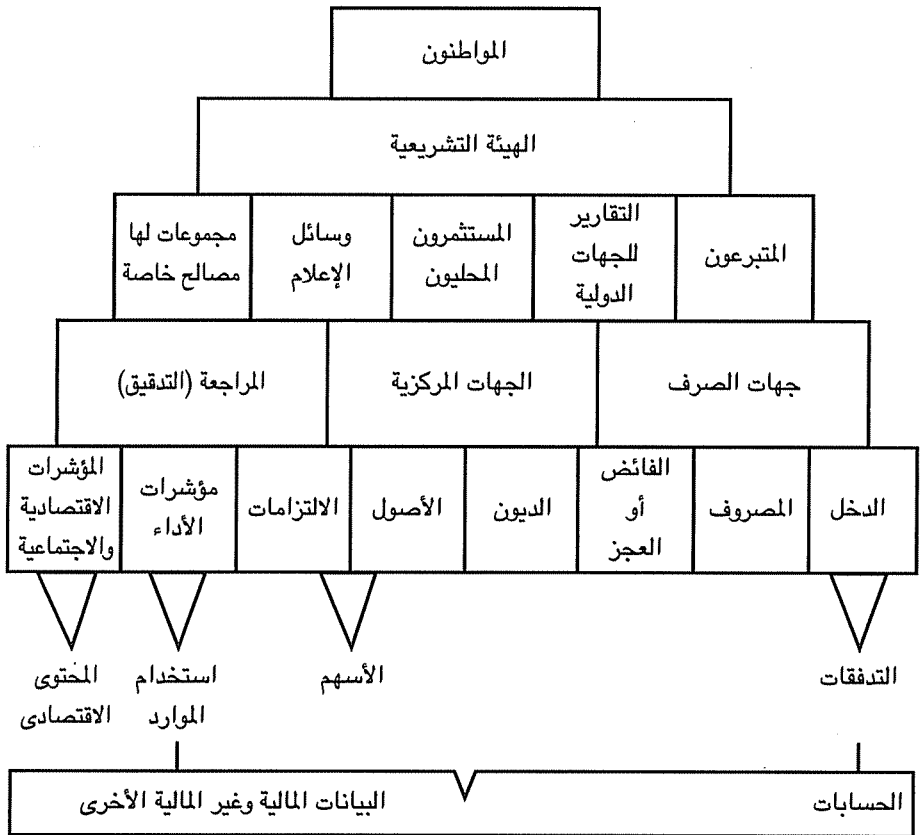 المواطنون
الهيئة التشريعية
المتبرعون
التقارير
للجهات
الدولية
المستثمرون
المحليون
وسائل
الإعلام
مجموعات لها
مصالح خاصة
جهات الصرف
الجهات المركزية
المراجعة (التدقيق)
الدخل
المصروف
الفائض
أو
العجز
الديون
الأصول
الالتزامات
مؤشرات
الأداء
المؤشرات
الاقتصادية
والاجتماعية
التدفقات
الأسهم
استخدام
الموارد
المحتوى
الاقتصادى
الحسابات
البيانات المالية وغير المالية الأخرى